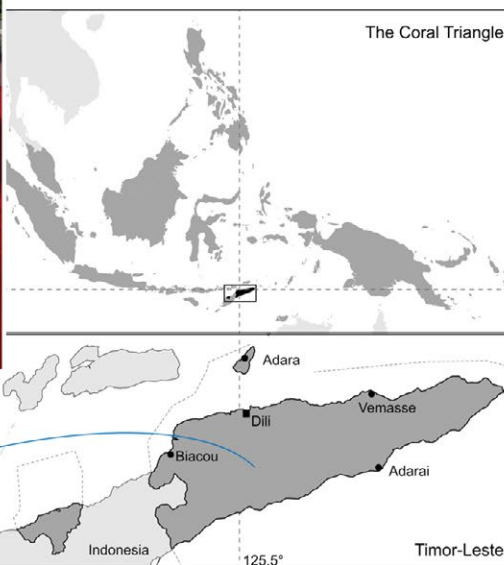 The Coral Triangle
Adara
Dili
Vemasse
Biacou
Adarai
Indonesia
Timor-Leste
125.5°